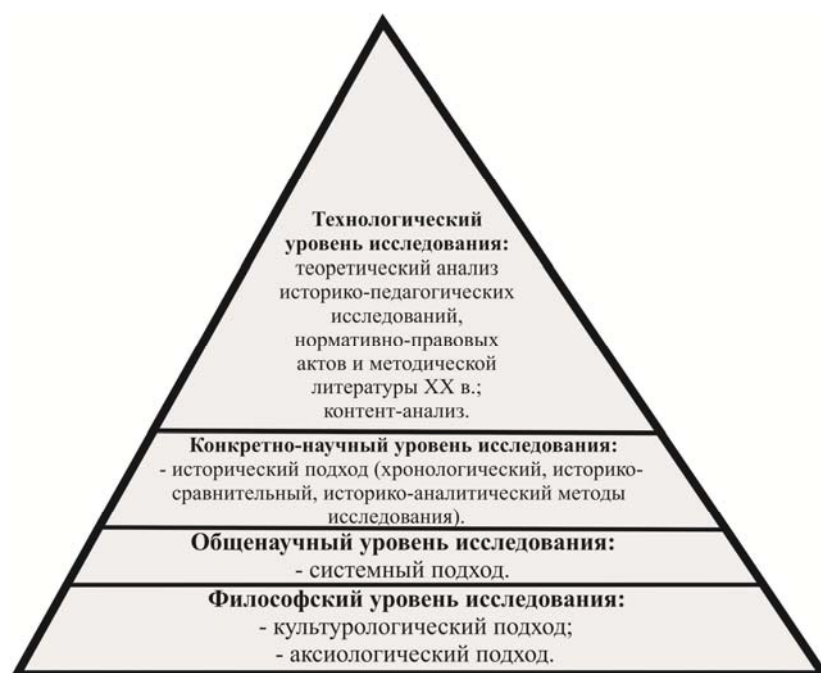 Технологический
уровень исследования:
теоретический анализ
историко-педагогических
исследований,
нормативно-правовых
актов и методической
литературы XX в.;
контент-анализ.
Конкретно-научный уровень исследования:
- исторический подход (хронологический, историко-
сравнительный, историко-аналитический методы
исследования).
Общенаучный уровень исследования:
- системный подход.
Философский уровень исследования:
- культурологический подход;
- аксиологический подход.